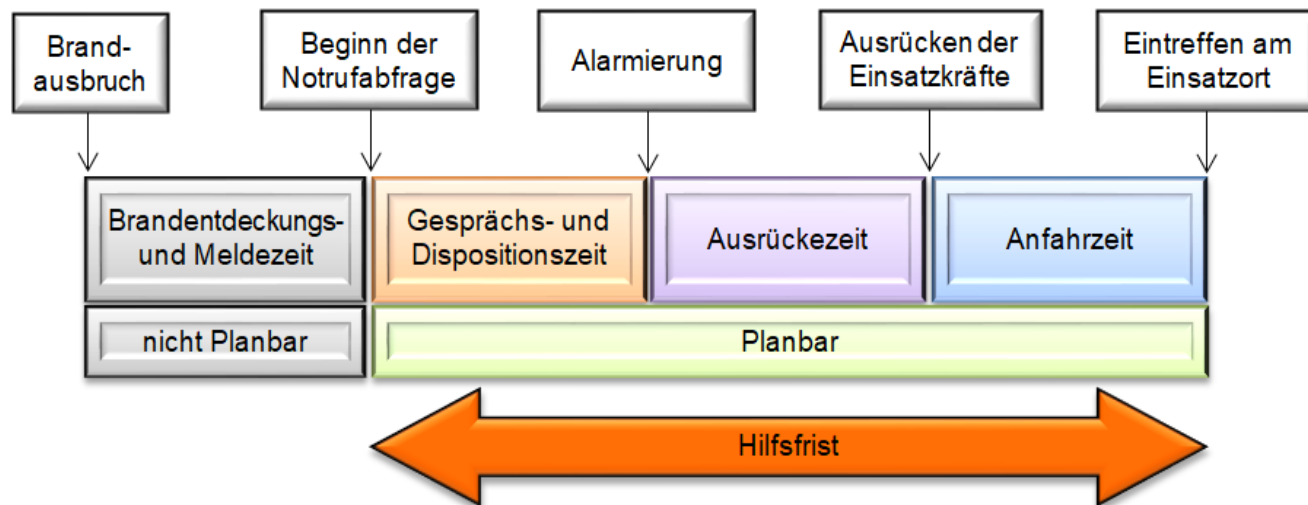 Brand-
ausbruch
Beginn der
Notrufabfrage
Alarmierung
Ausrücken der
Einsatzkräfte
Eintreffen am
Einsatzort
Brandentdeckungs-
und Meldezeit
Gesprächs- und
Dispositionszeit
Ausrückezeit
Anfahrzeit
nicht Planbar
Planbar
Hilfsfrist